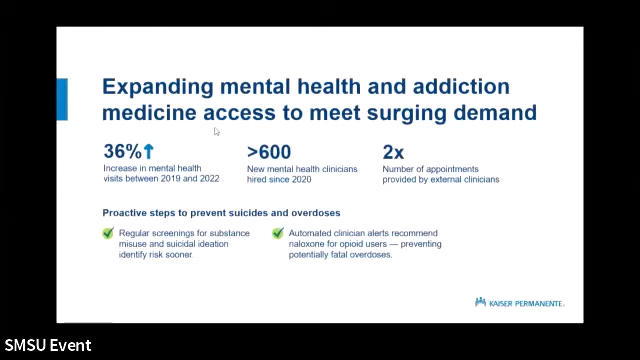 Expanding mental health and addiction
medicine access to meet surging demand
36%↑
Increase in mental health
visits between 2019 and 2022
>600
New mental health clinicians
hired since 2020
2x
Number of appointments
provided by external clinicians
Proactive steps to prevent suicides and overdoses
Regular screenings for substance
misuse and suicidal ideation
identify risk sooner.
Automated clinician alerts recommend
naloxone for opioid users — preventing
potentially fatal overdoses.
KAISER PERMANENTE.
SMSU Event